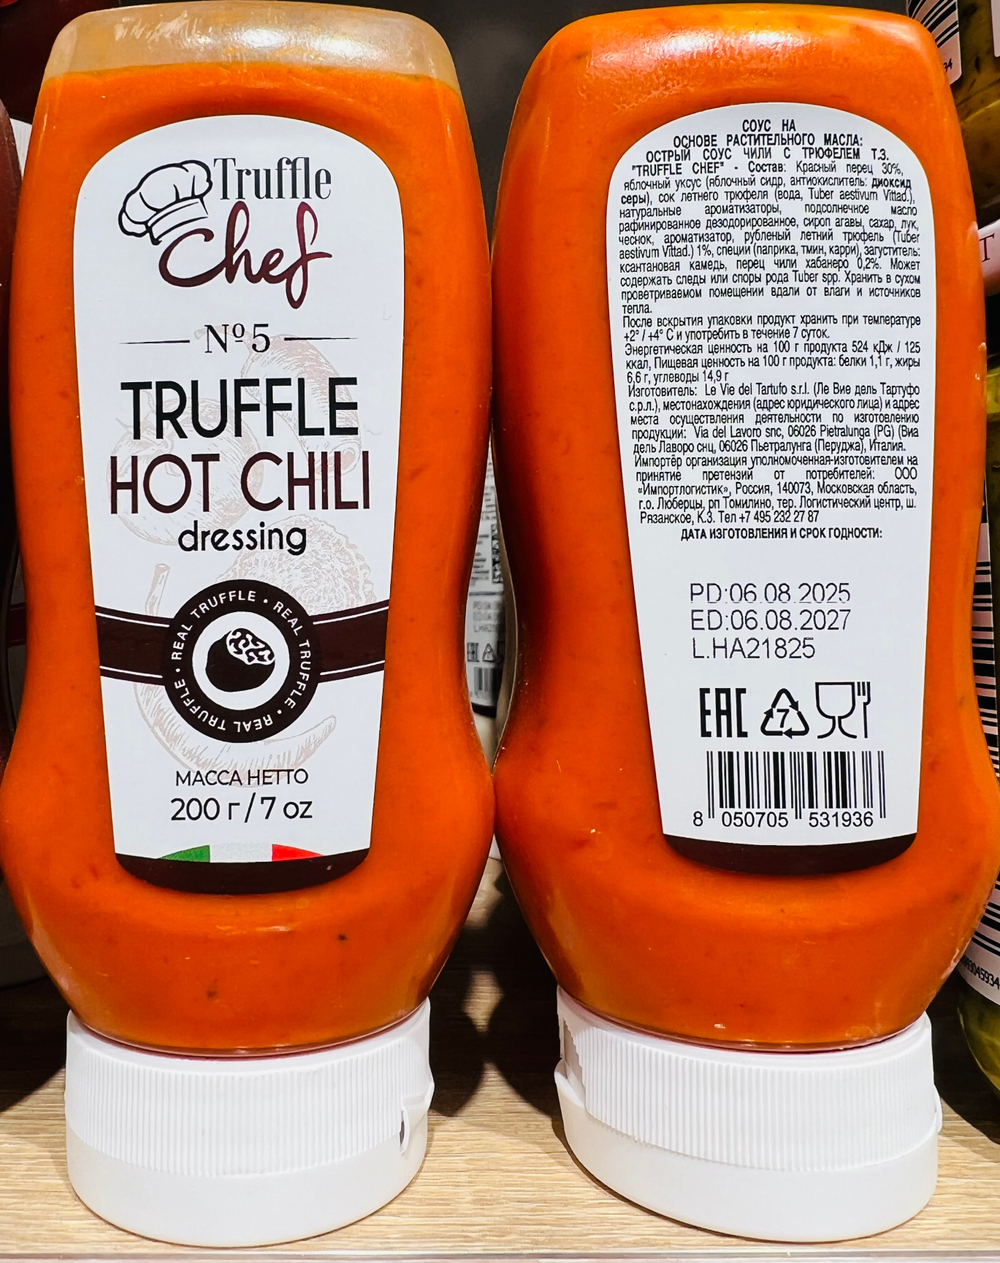 Truffle
Chef
Nº5
TRUFFLE
HOT CHILI
dressing
REAL TRUFFLE • REAL TRUFFLE • REAL TRUFFLE •
МАССА НЕТТО
200 г / 7 oz
СОУС НА
ОСНОВЕ РАСТИТЕЛЬНОГО МАСЛА:
ОСТРЫЙ СОУС ЧИЛИ С ТРЮФЕЛЕМ Т.З.
"TRUFFLE CHEF" - Состав: Красный перец 30%,
яблочный уксус (яблочный сидр, антиокислитель: диоксид
серы), сок летнего трюфеля (вода, Tuber aestivum Vittad.),
натуральные ароматизаторы, подсолнечное масло
рафинированное дезодорированное, сироп агавы, сахар, лук,
чеснок, ароматизатор, рубленый летний трюфель (Tuber
aestivum Vittad.) 1%, специи (паприка, тмин, карри), загуститель:
ксантановая камедь, перец чили хабанеро 0,2%. Может
содержать следы или споры рода Tuber spp. Хранить в сухом
проветриваемом помещении вдали от влаги и источников
тепла.
После вскрытия упаковки продукт хранить при температуре
+2° / +4° С и употребить в течение 7 суток.
Энергетическая ценность на 100 г продукта 524 кДж / 125
ккал, Пищевая ценность на 100 г продукта: белки 1,1 г, жиры
6,6 г, углеводы 14,9 г
Изготовитель: Le Vie del Tartufo s.r.l. (Ле Вие дель Тартуфо
с.р.л.), местонахождения (адрес юридического лица) и адрес
места осуществления деятельности по изготовлению
продукции: Via del Lavoro snc, 06026 Pietralunga (PG) (Виа
дель Лаворо снц, 06026 Пьетралунга (Перуджа), Италия.
Импортёр организация уполномоченная-изготовителем на
принятие претензий от потребителей: ООО
«Импортлогистик», Россия, 140073, Московская область,
г.о. Люберцы, рп Томилино, тер. Логистический центр, ш.
Рязанское, К.3. Тел +7 495 232 27 87
ДАТА ИЗГОТОВЛЕНИЯ И СРОК ГОДНОСТИ:
PD:06.08.2025
ED:06.08.2027
L.HA21825
EAC 7
8 050705 531936